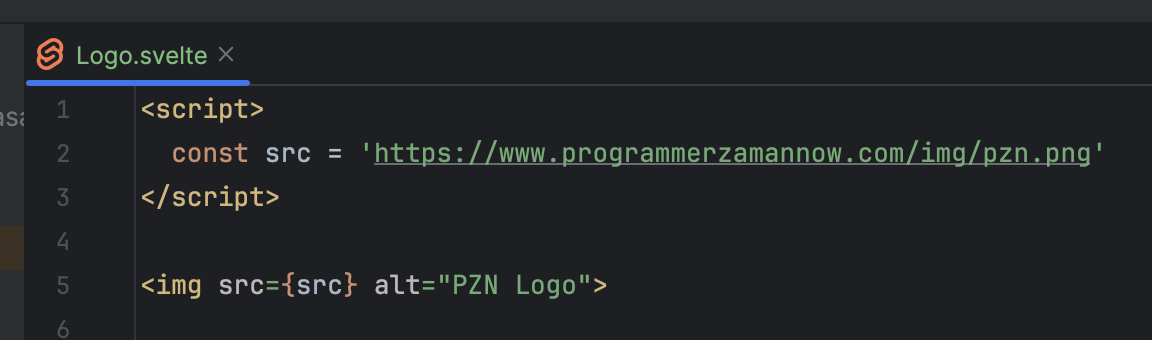 Logo.svelte
1 <script>
2 const src = 'https://www.programmerzamannow.com/img/pzn.png'
3 </script>
4
5 <img src={src} alt="PZN Logo">
6